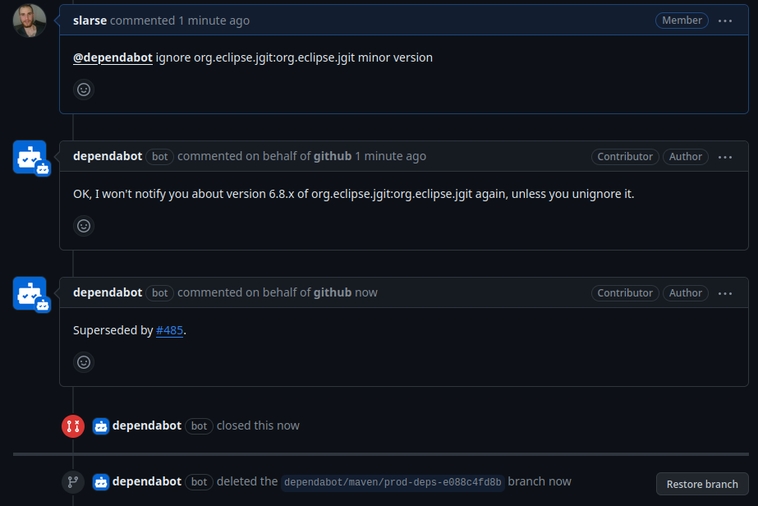 slarse commented 1 minute ago Member
@dependabot ignore org.eclipse.jgit:org.eclipse.jgit minor version
dependabot bot commented on behalf of github 1 minute ago Contributor Author
OK, I won't notify you about version 6.8.x of org.eclipse.jgit:org.eclipse.jgit again, unless you unignore it.
dependabot bot commented on behalf of github now Contributor Author
Superseded by #485.
dependabot bot closed this now
dependabot bot deleted the dependabot/maven/prod-deps-e088c4fd8b branch now Restore branch